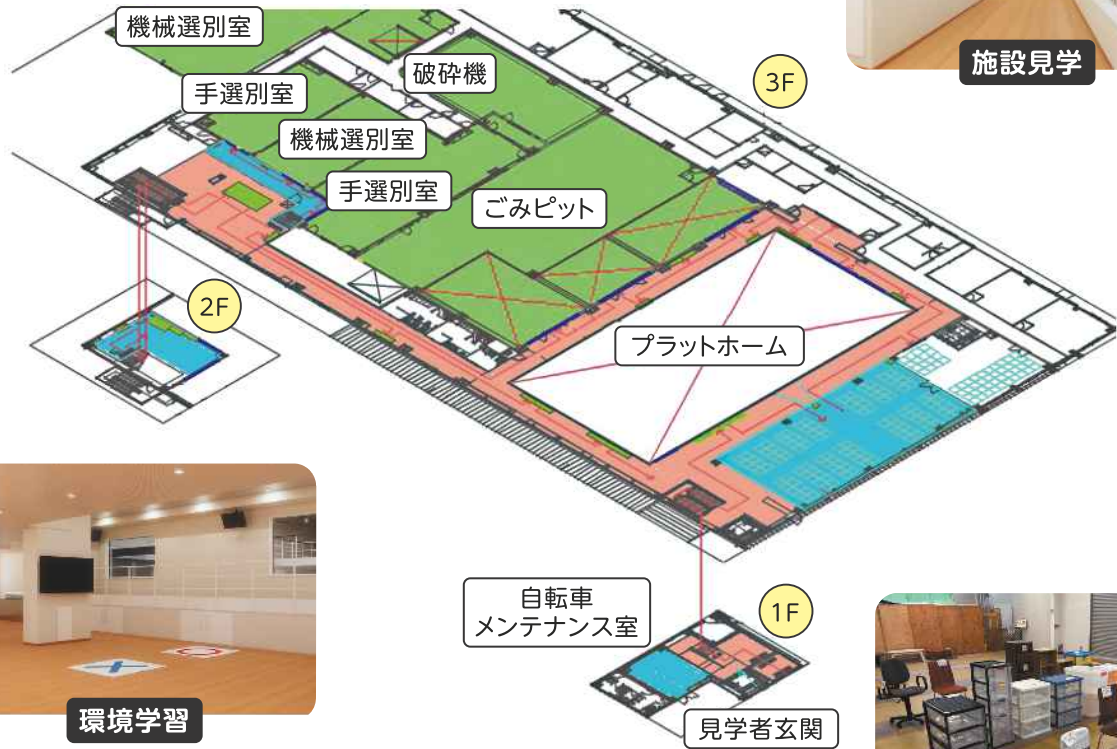 機械選別室
施設見学
破砕機
3F
手選別室
機械選別室
手選別室
ごみピット
2F
プラットホーム
自転車
メンテナンス室
1F
環境学習
見学者玄関